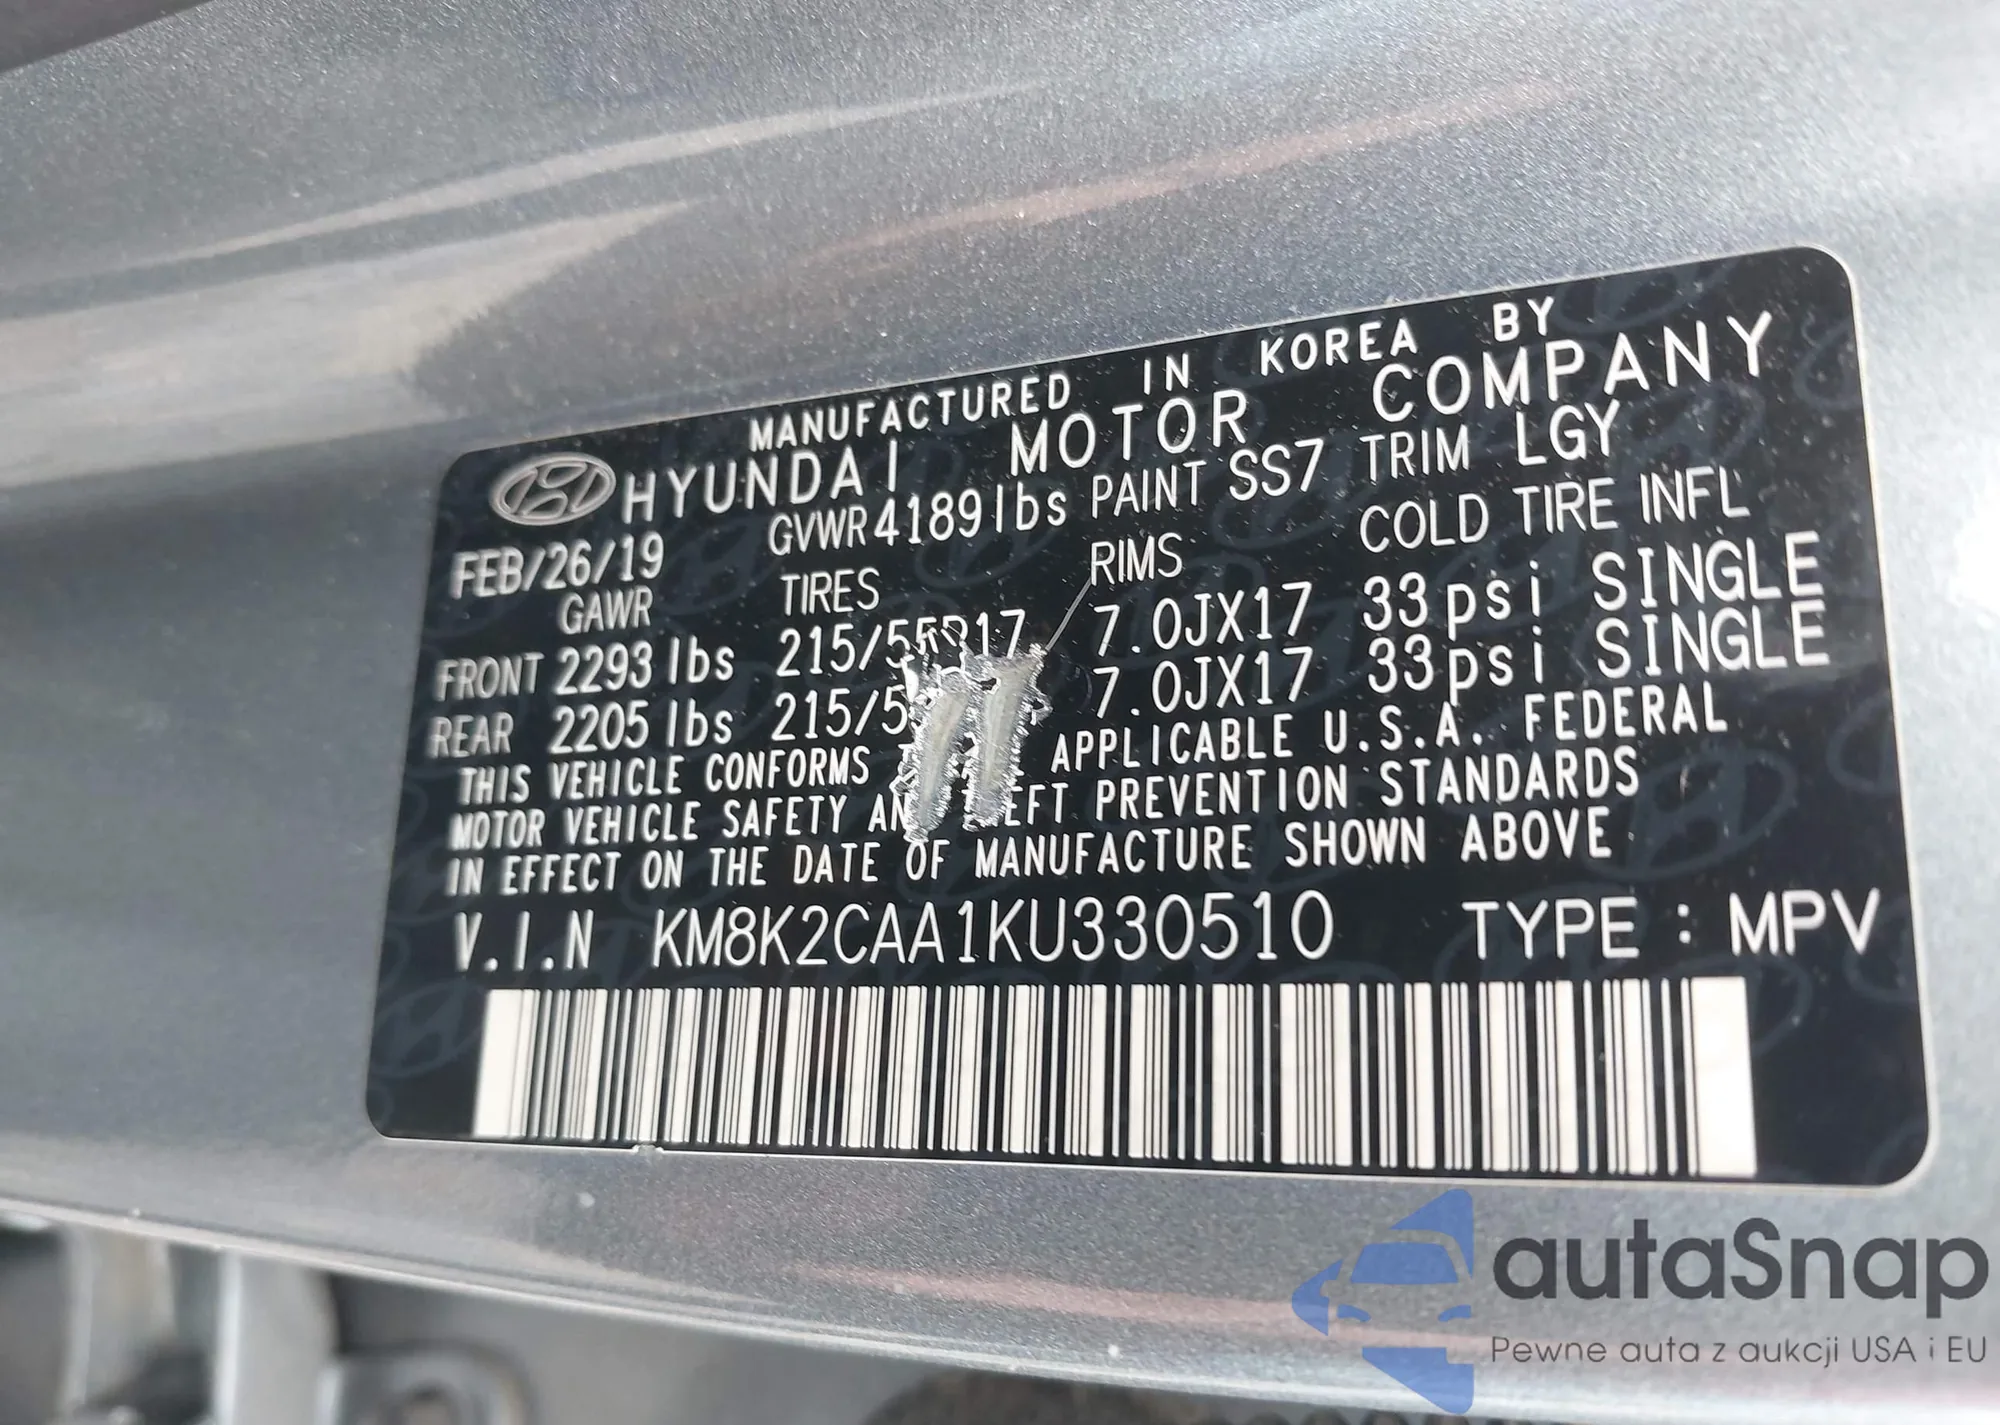 MANUFACTURED IN KOREA BY
HYUNDAI MOTOR COMPANY
FEB/26/19 GVWR 4189lbs PAINT SS7 TRIM LGY
GAWR TIRES RIMS COLD TIRE INFL
FRONT 2293 lbs 215/55R17 7.0JX17 33psi SINGLE
REAR 2205 lbs 7.0JX17 33psi SINGLE
THIS VEHICLE CONFORMS APPLICABLE U.S.A. FEDERAL
MOTOR VEHICLE SAFETY PREVENTION STANDARDS
IN EFFECT ON THE DATE OF MANUFACTURE SHOWN ABOVE
V.I.N KM8K2CAA1KU330510 TYPE : MPV
autaSnap
Pewne auta z aukcji USA i EU